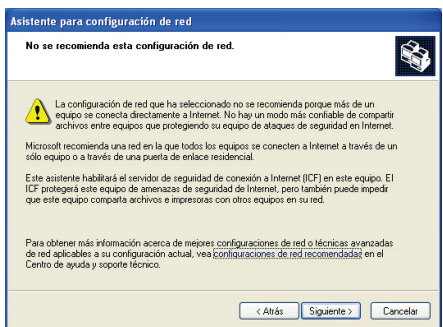 Asistente para configuración de red
No se recomienda esta configuración de red.
La configuración de red que ha seleccionado no se recomienda porque más de un
equipo se conecta directamente a Internet. No hay un modo más confiable de compartir
archivos entre equipos que protegiendo su equipo de ataques de seguridad en Internet.
Microsoft recomienda una red en la que todos los equipos se conecten a Internet a través de un
sólo equipo o a través de una puerta de enlace residencial.
Este asistente habilitará el servidor de seguridad de conexión a Internet (ICF) en este equipo. El
ICF protegerá este equipo de amenazas de seguridad de Internet, pero también puede impedir
que este equipo comparta archivos e impresoras con otros equipos en su red.
Para obtener más información acerca de mejores configuraciones de red o técnicas avanzadas
de red aplicables a su configuración actual, vea configuraciones de red recomendadas en el
Centro de ayuda y soporte técnico.
< Atrás Siguiente > Cancelar